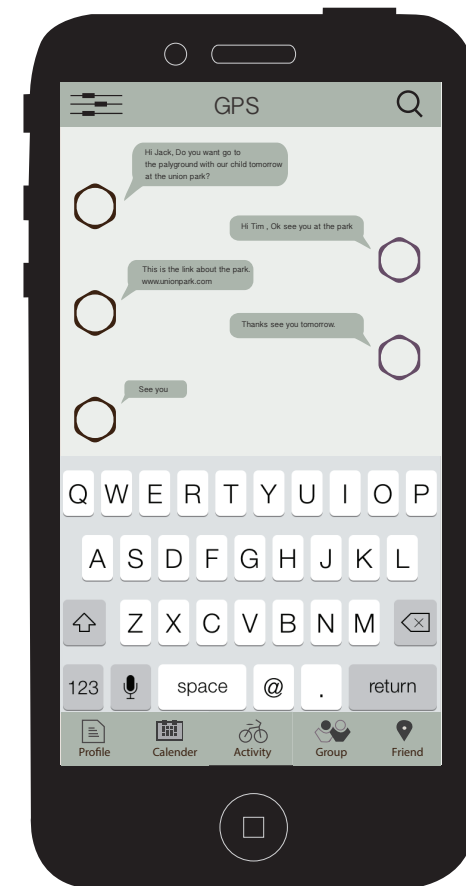 GPS
Hi Jack, Do you want go to
the palyground with our child tomorrow
at the union park?
Hi Tim , Ok see you at the park
This is the link about the park.
www.unionpark.com
Thanks see you tomorrow.
See you
Q W E R T Y U I O P
A S D F G H J K L
Z X C V B N M
123 space @ . return
Profile Calender Activity Group Friend